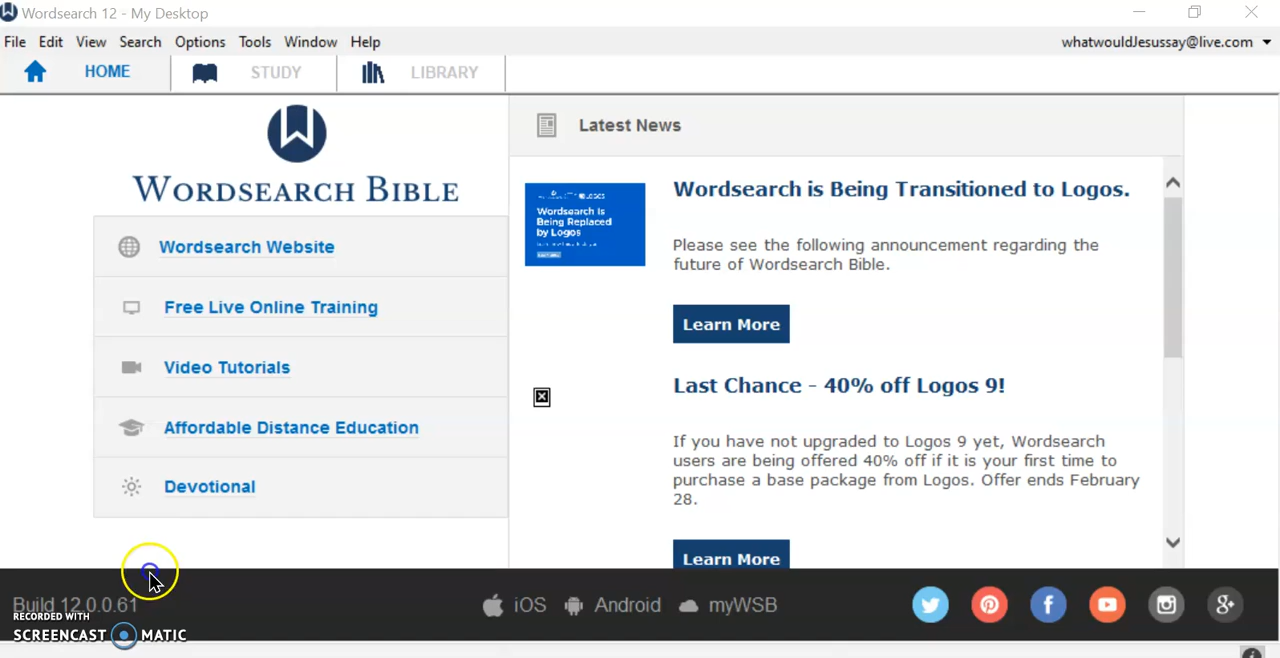 Wordsearch 12 - My Desktop
File Edit View Search Options Tools Window Help
whatwouldJesussay@live.com
HOME STUDY LIBRARY
WORDSEARCH BIBLE
Wordsearch Website
Free Live Online Training
Video Tutorials
Affordable Distance Education
Devotional
Latest News
Wordsearch Is
Being Replaced
by Logos
Wordsearch is Being Transitioned to Logos.
Please see the following announcement regarding the
future of Wordsearch Bible.
Learn More
Last Chance - 40% off Logos 9!
If you have not upgraded to Logos 9 yet, Wordsearch
users are being offered 40% off if it is your first time to
purchase a base package from Logos. Offer ends February
28.
Learn More
Build 12.0.0.61
iOS Android myWSB
RECORDED WITH
SCREENCAST MATIC